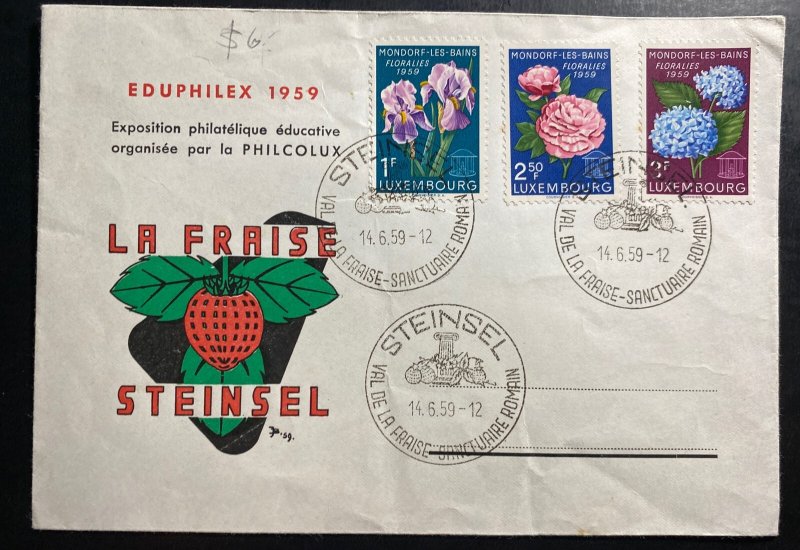 $6.-
EDUPHILEX 1959
Exposition philatélique éducative
organisée par la PHILCOLUX
LA FRAISE
STEINSEL
59.
MONDORF-LES-BAINS
FLORALIES
1959
1F
LUXEMBOURG
MONDORF-LES-BAINS
FLORALIES
1959
2,50F
LUXEMBOURG
MONDORF-LES-BAINS
FLORALIES
1959
3F
LUXEMBOURG
STEINSEL
14.6.59-12
VAL DE LA FRAISE-SANCTUAIRE ROMAIN
STEINSEL
14.6.59-12
VAL DE LA FRAISE-SANCTUAIRE ROMAIN
STEINSEL
14.6.59-12
VAL DE LA FRAISE-SANCTUAIRE ROMAIN